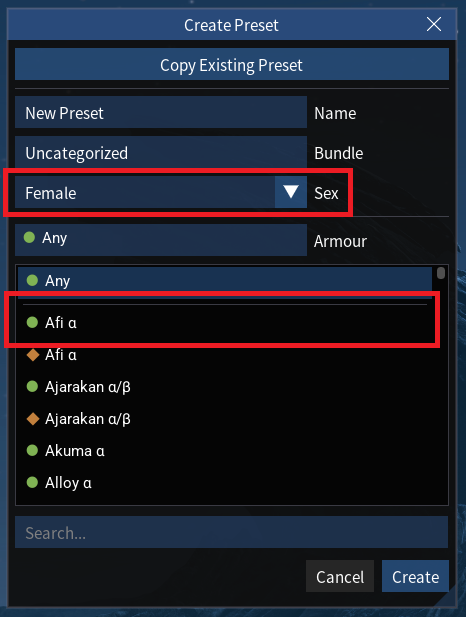 Create Preset
Copy Existing Preset
New Preset Name
Uncategorized Bundle
Female Sex
Any Armour
Any
Afi α
Afi α
Ajarakan α/β
Ajarakan α/β
Akuma α
Alloy α
Search...
Cancel Create